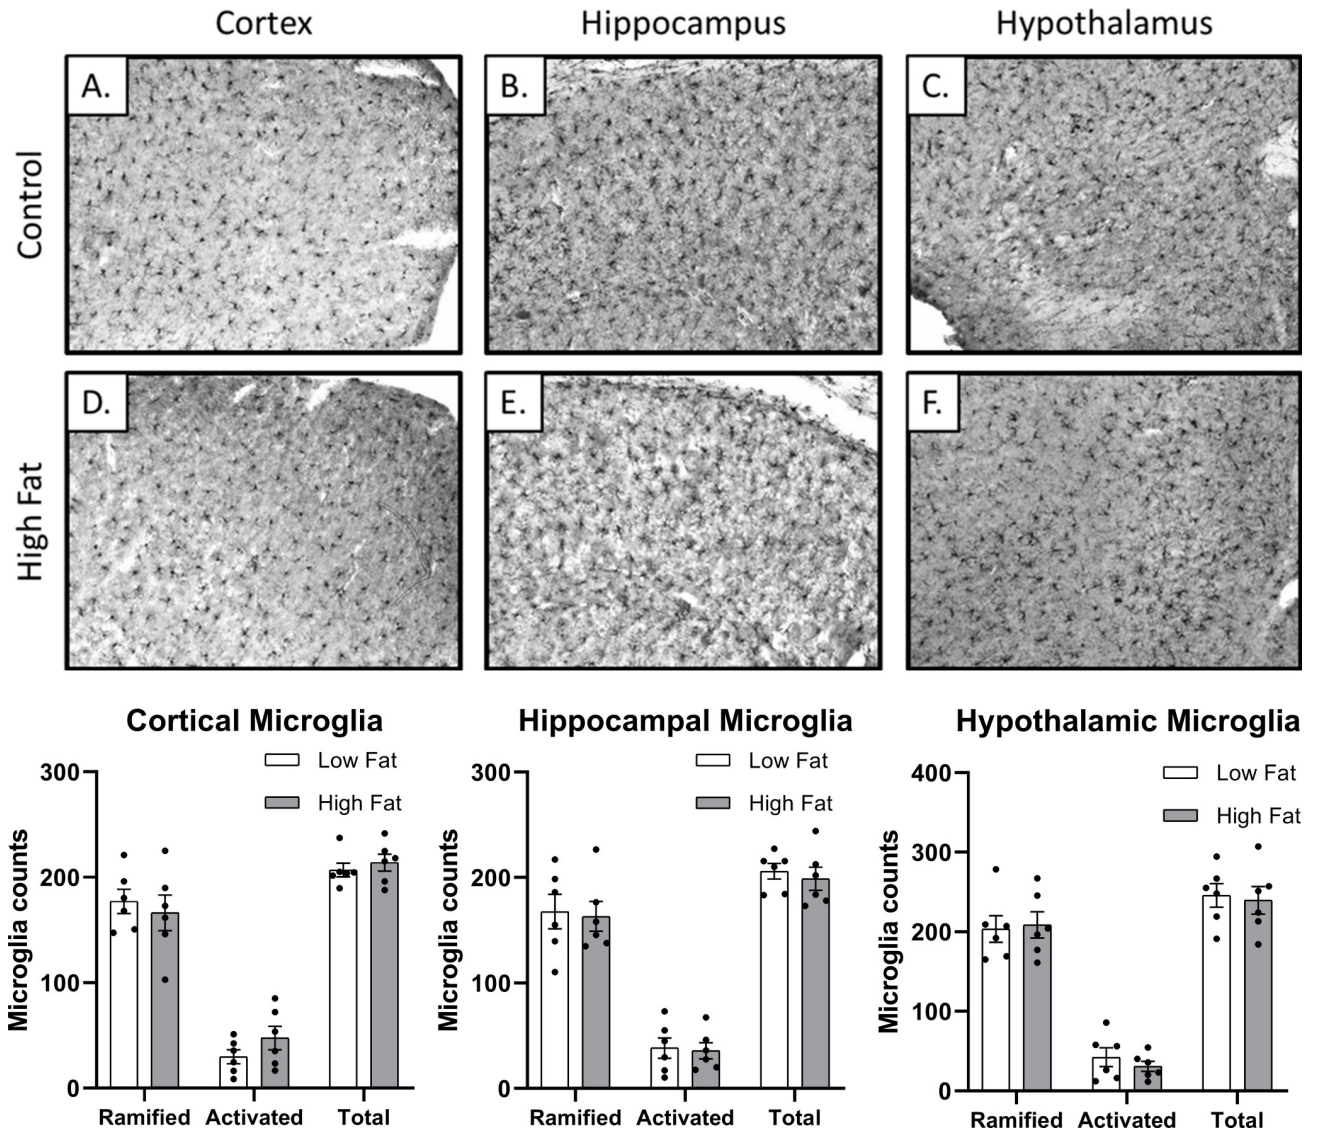 Cortex
Hippocampus
Hypothalamus
Control
A.
B.
C.
High Fat
D.
E.
F.
Cortical Microglia
Low Fat
High Fat
Microglia counts
300
200
100
0
Ramified Activated Total
Hippocampal Microglia
Low Fat
High Fat
Microglia counts
300
200
100
0
Ramified Activated Total
Hypothalamic Microglia
Low Fat
High Fat
Microglia counts
400
300
200
100
0
Ramified Activated Total